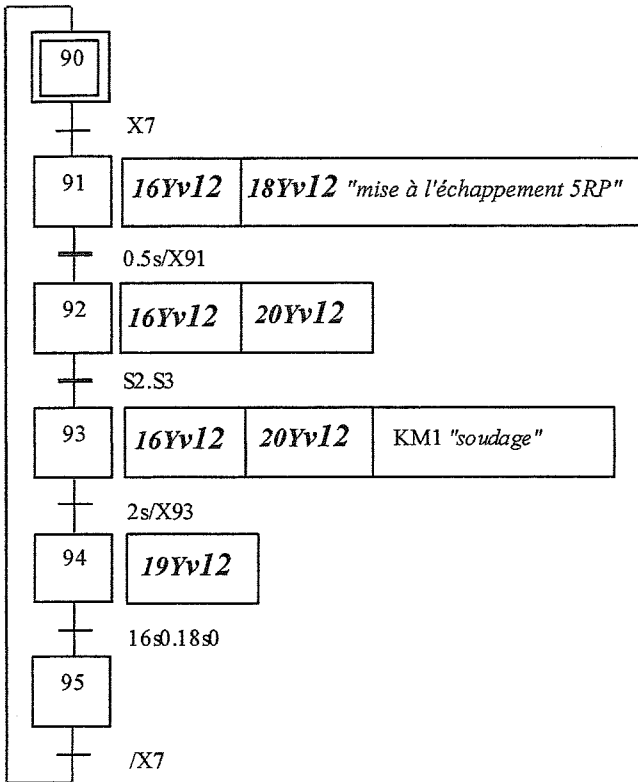 90
X7
91 16Yv12 18Yv12 "mise à l'échappement 5RP"
0.5s/X91
92 16Yv12 20Yv12
S2.S3
93 16Yv12 20Yv12 KM1 "soudage"
2s/X93
94 19Yv12
16s0.18s0
95
/X7